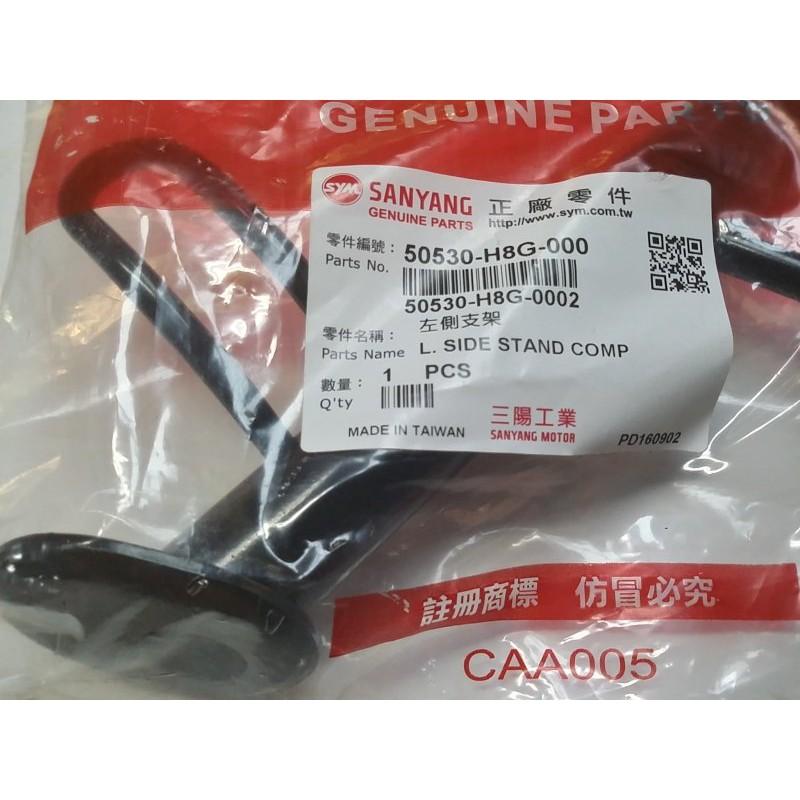 GENUINE PARTS
SYM SANYANG GENUINE PARTS 正廠零件
http://www.sym.com.tw
零件編號：
Parts No. 50530-H8G-000
50530-H8G-0002
左側支架
零件名稱：
Parts Name L. SIDE STAND COMP
數量： 1 PCS
Q'ty
MADE IN TAIWAN
三陽工業
SANYANG MOTOR
PD160902
註冊商標 仿冒必究
CAA005